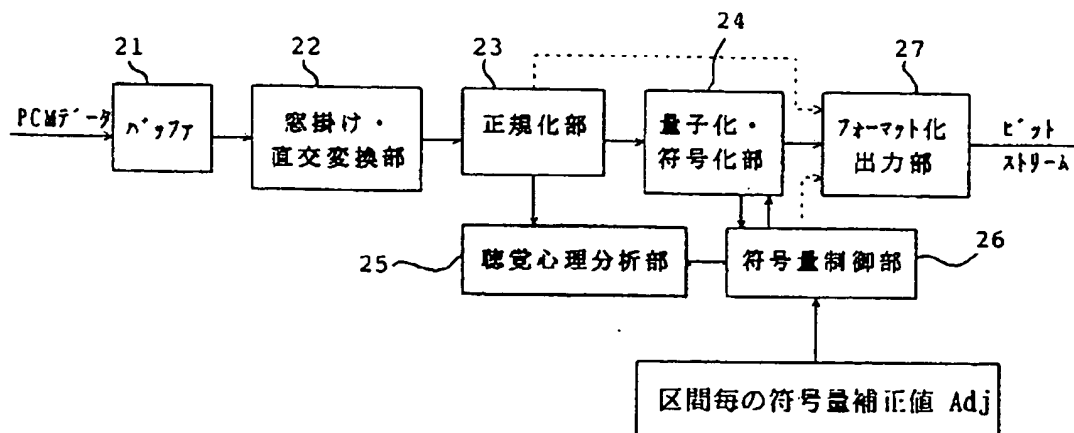 21
22
23
24
27
PCMデータ
バッファ
窓掛け・
直交変換部
正規化部
量子化・
符号化部
フォーマット化
出力部
ビット
ストリーム
25
聴覚心理分析部
符号量制御部
26
区間毎の符号量補正値 Adj